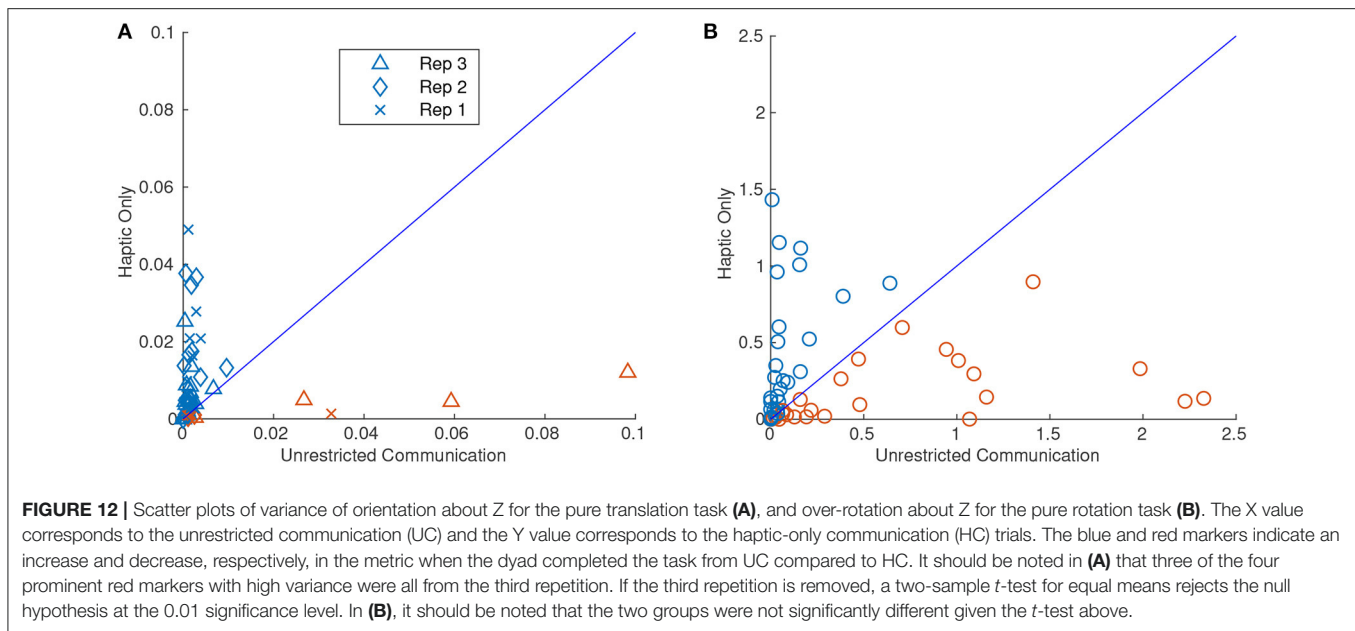 A
0.1
0.08
0.06
0.04
0.02
0
Haptic Only
Rep 3
Rep 2
Rep 1
0 0.02 0.04 0.06 0.08 0.1
Unrestricted Communication
B
2.5
2
1.5
1
0.5
0
Haptic Only
0 0.5 1 1.5 2 2.5
Unrestricted Communication
FIGURE 12 | Scatter plots of variance of orientation about Z for the pure translation task (A), and over-rotation about Z for the pure rotation task (B). The X value
corresponds to the unrestricted communication (UC) and the Y value corresponds to the haptic-only communication (HC) trials. The blue and red markers indicate an
increase and decrease, respectively, in the metric when the dyad completed the task from UC compared to HC. It should be noted in (A) that three of the four
prominent red markers with high variance were all from the third repetition. If the third repetition is removed, a two-sample t-test for equal means rejects the null
hypothesis at the 0.01 significance level. In (B), it should be noted that the two groups were not significantly different given the t-test above.